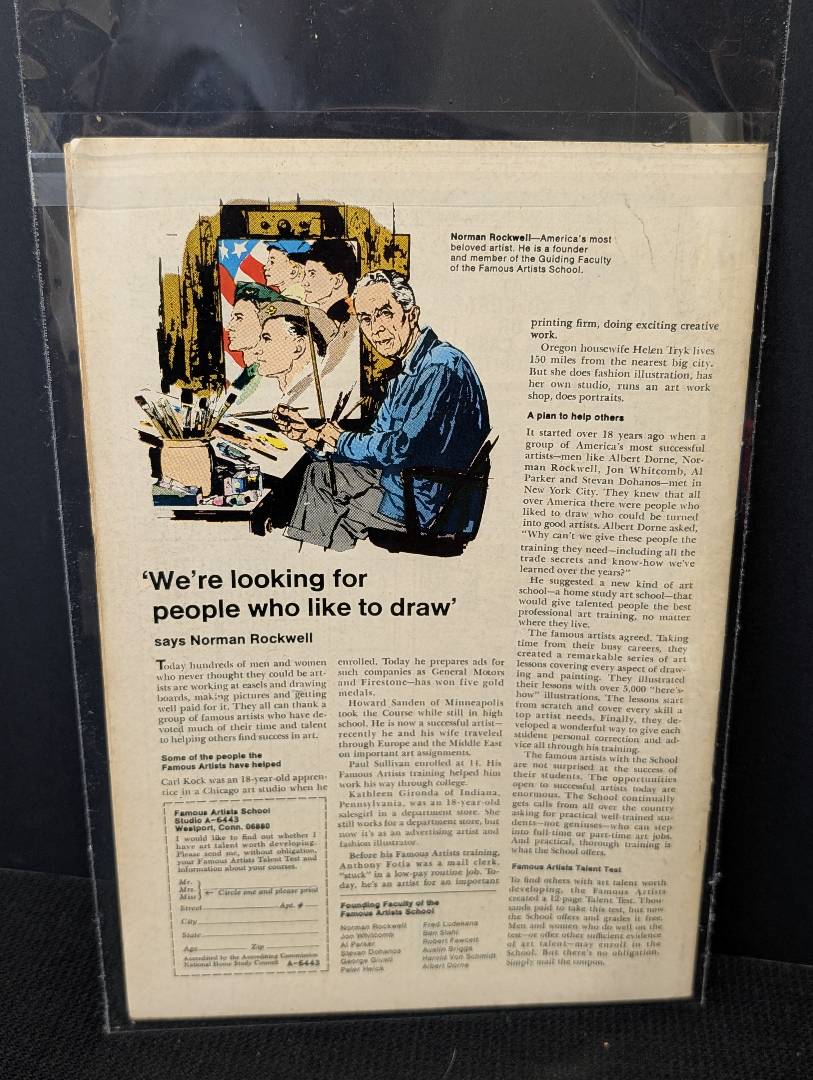 Norman Rockwell—America's most
beloved artist. He is a founder
and member of the Guiding Faculty
of the Famous Artists School.
'We're looking for
people who like to draw'
says Norman Rockwell
Today hundreds of men and women
who never thought they could be art-
ists are working at easels and drawing
boards, making pictures and getting
well paid for it. They all can thank a
group of famous artists who have de-
voted much of their time and talent
to helping others find success in art.
Some of the people the
Famous Artists have helped
Carl Kock was an 18-year-old appren-
tice in a Chicago art studio when he
Famous Artists School
Studio A-6443
Westport, Conn. 06880
I would like to find out whether I
have art talent worth developing.
Please send me, without obligation,
your Famous Artists Talent Test and
information about your courses.
Mr.
Mrs.
Miss
← Circle one and please print
Street Apt. #
City
State
Age Zip
Accredited by the Accrediting Commission
National Home Study Council A-6443
enrolled. Today he prepares ads for
such companies as General Motors
and Firestone—has won five gold
medals.
Howard Sanden of Minneapolis
took the Course while still in high
school. He is now a successful artist—
recently he and his wife traveled
through Europe and the Middle East
on important art assignments.
Paul Sullivan enrolled at 14. His
Famous Artists training helped him
work his way through college.
Kathleen Gironda of Indiana,
Pennsylvania, was an 18-year-old
salesgirl in a department store. She
still works for a department store, but
now it's as an advertising artist and
fashion illustrator.
Before his Famous Artists training,
Anthony Fotia was a mail clerk,
"stuck" in a low-pay routine job. To-
day, he's an artist for an important
Founding Faculty of the
Famous Artists School
Norman Rockwell
Jon Whitcomb
Al Parker
Stevan Dohanos
George Giusti
Peter Helck
Fred Ludekens
Ben Stahl
Robert Fawcett
Austin Briggs
Harold Von Schmidt
Albert Dorne
printing firm, doing exciting creative
work.
Oregon housewife Helen Tryk lives
150 miles from the nearest big city.
But she does fashion illustration, has
her own studio, runs an art work
shop, does portraits.
A plan to help others
It started over 18 years ago when a
group of America's most successful
artists—men like Albert Dorne, Nor-
man Rockwell, Jon Whitcomb, Al
Parker and Stevan Dohanos—met in
New York City. They knew that all
over America there were people who
liked to draw who could be turned
into good artists. Albert Dorne asked,
"Why can't we give these people the
training they need—including all the
trade secrets and know-how we've
learned over the years?"
He suggested a new kind of art
school—a home study art school—that
would give talented people the best
professional art training, no matter
where they live.
The famous artists agreed. Taking
time from their busy careers, they
created a remarkable series of art
lessons covering every aspect of draw-
ing and painting. They illustrated
their lessons with over 5,000 "here's-
how" illustrations. The lessons start
from scratch and cover every skill a
top artist needs. Finally, they de-
veloped a wonderful way to give each
student personal correction and ad-
vice all through his training.
The famous artists with the School
are not surprised at the success of
their students. The opportunities
open to successful artists today are
enormous. The School continually
gets calls from all over the country
asking for practical well-trained stu-
dents—not geniuses—who can step
into full-time or part-time art jobs.
And practical, thorough training is
what the School offers.
Famous Artists Talent Test
To find others with art talent worth
developing, the Famous Artists
created a 12-page Talent Test. Thou-
sands paid to take this test, but now
the School offers and grades it free.
Men and women who do well on the
test—or offer other sufficient evidence
of art talent—may enroll in the
School. But there's no obligation.
Simply mail the coupon.